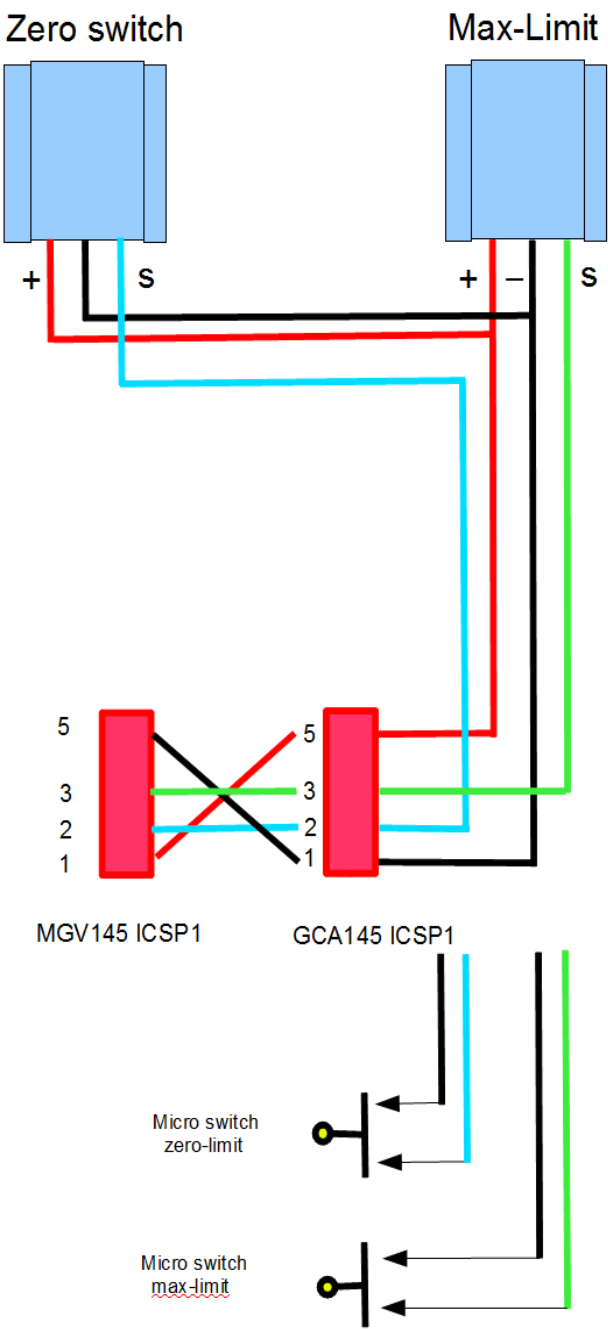 Zero switch
Max-Limit
+ S
+ – S
5
3
2
1
5
3
2
1
MGV145 ICSP1
GCA145 ICSP1
Micro switch
zero-limit
Micro switch
max-limit